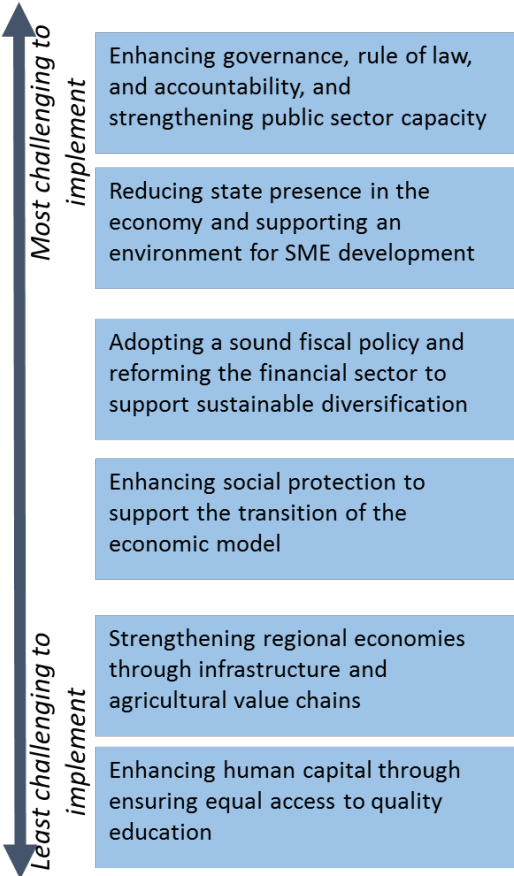 Most challenging to
implement
Enhancing governance, rule of law,
and accountability, and
strengthening public sector capacity
Reducing state presence in the
economy and supporting an
environment for SME development
Adopting a sound fiscal policy and
reforming the financial sector to
support sustainable diversification
Enhancing social protection to
support the transition of the
economic model
Least challenging to
implement
Strengthening regional economies
through infrastructure and
agricultural value chains
Enhancing human capital through
ensuring equal access to quality
education